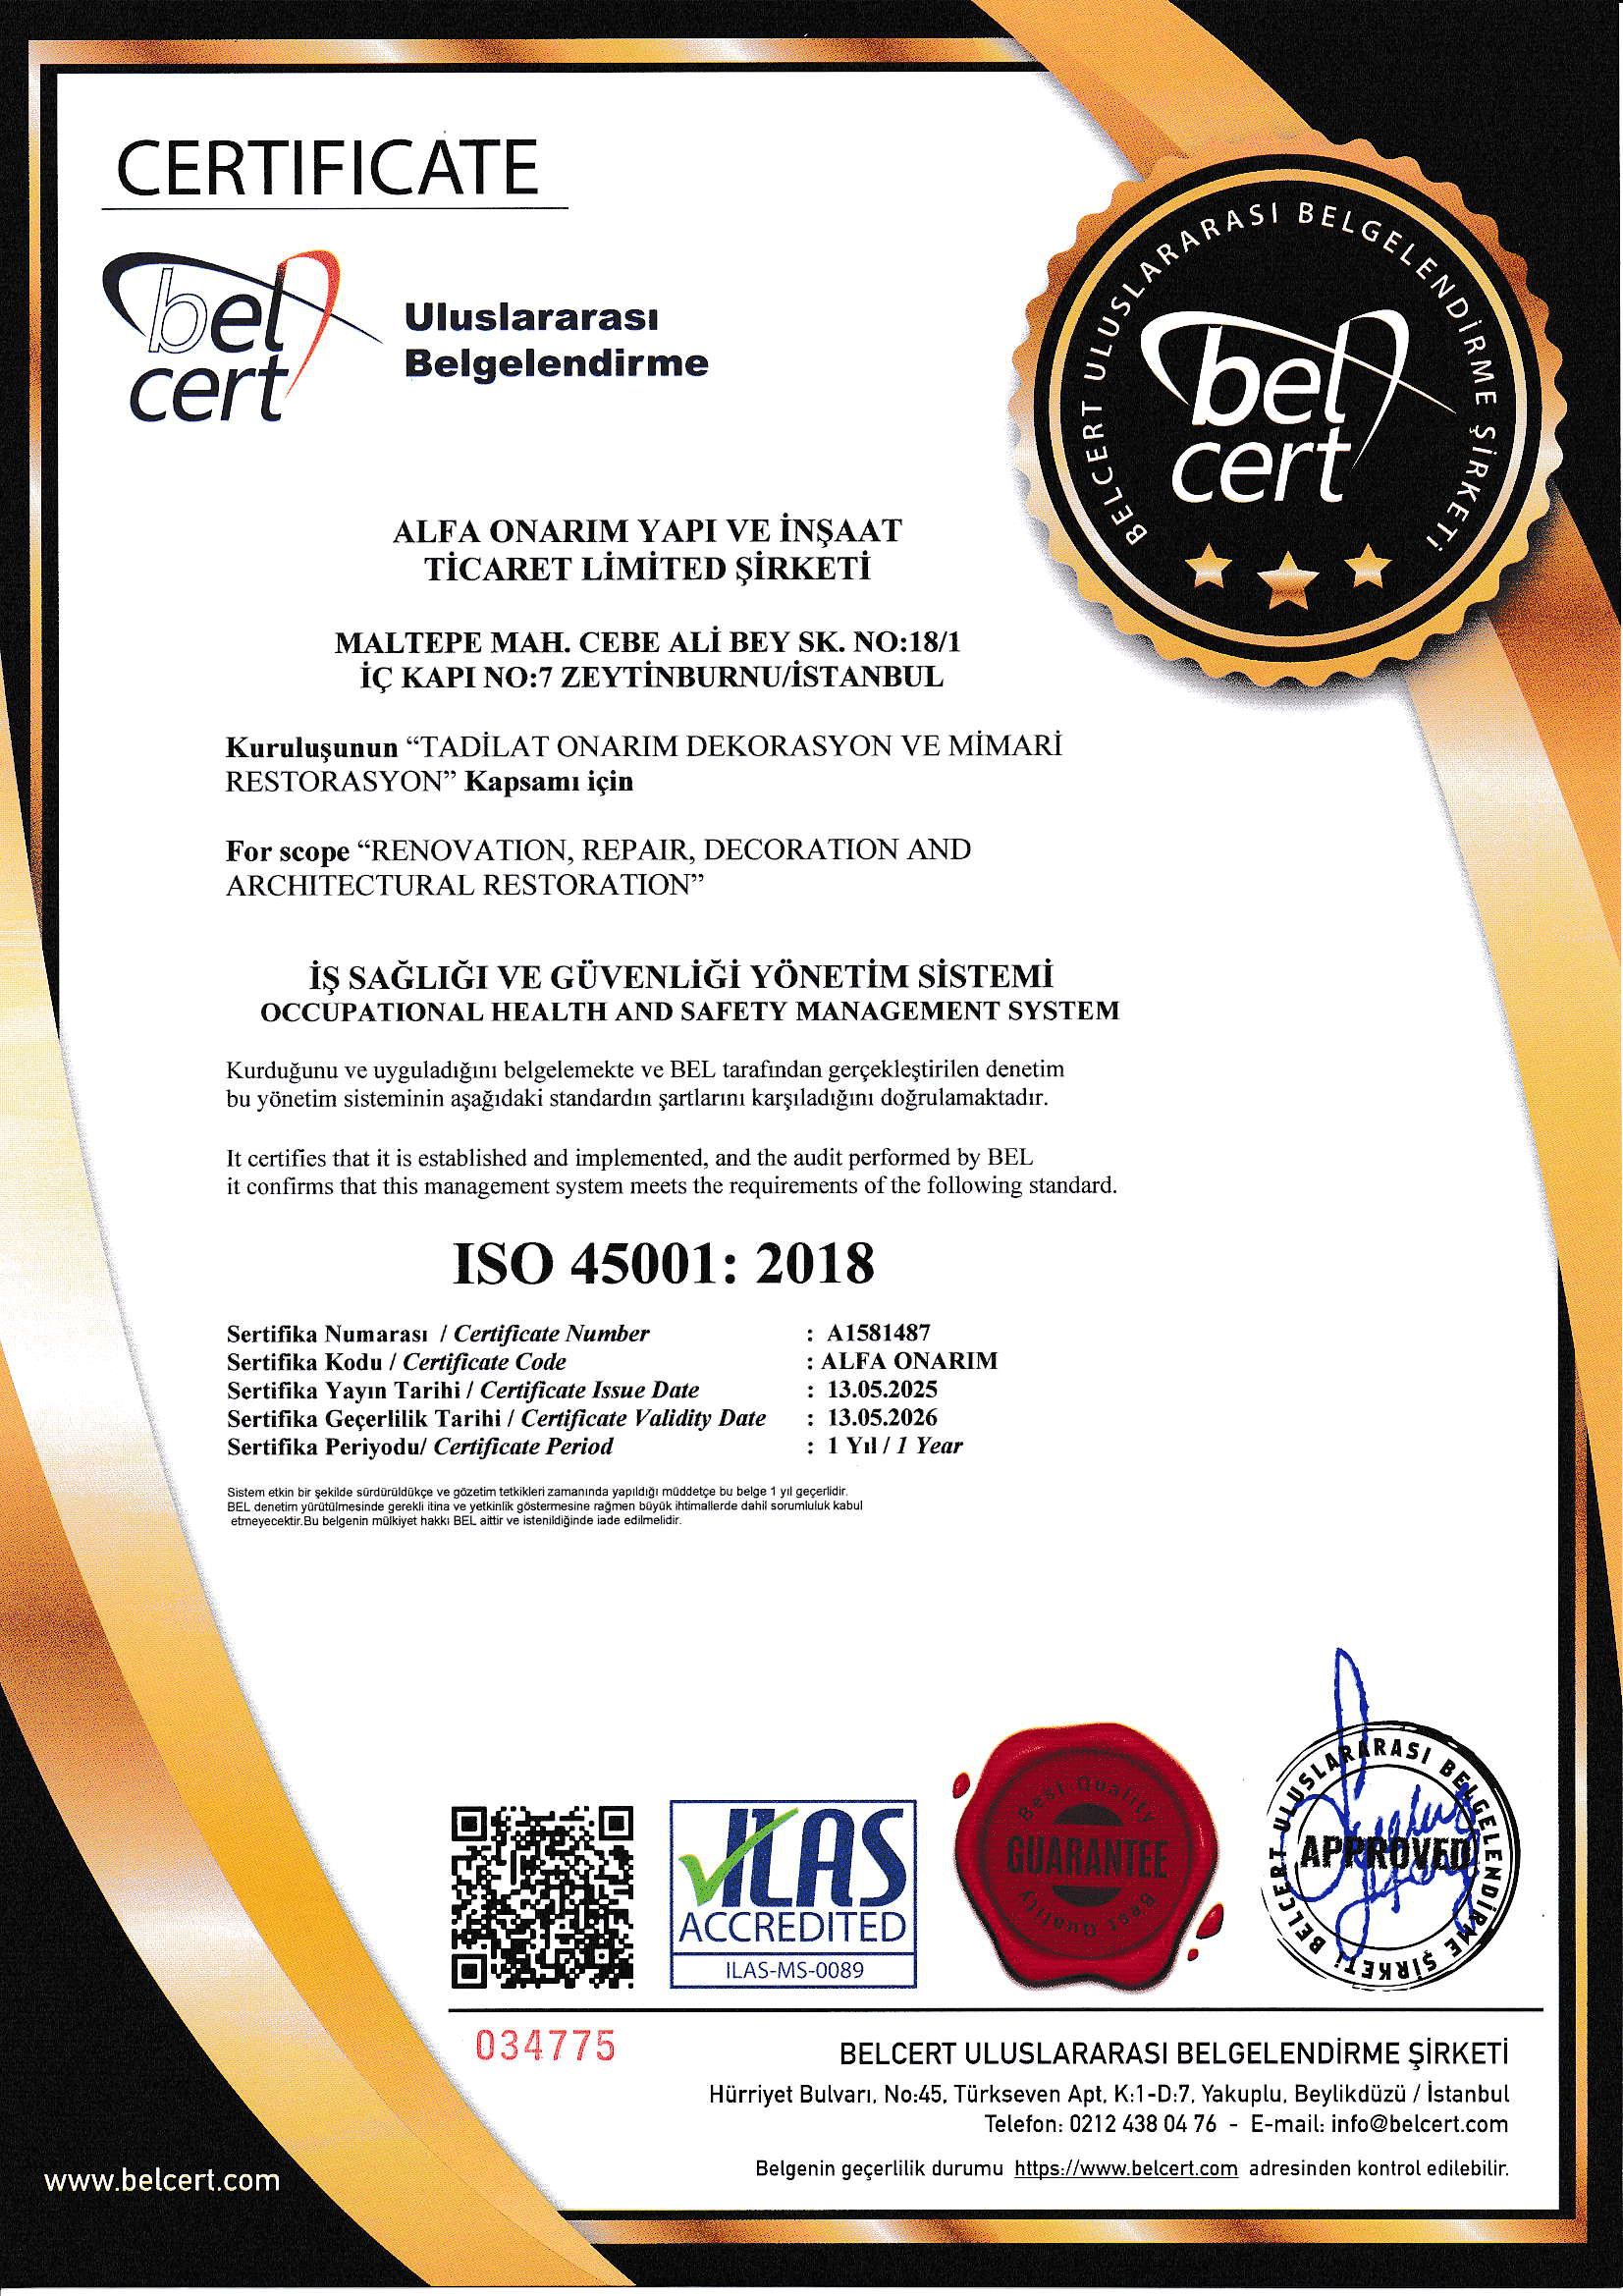 CERTIFICATE
bel
cert
Uluslararası
Belgelendirme
BELCERT ULUSLARARASI BELGELENDİRME ŞİRKETİ
bel
cert
ALFA ONARIM YAPI VE İNŞAAT
TİCARET LİMİTED ŞİRKETİ
MALTEPE MAH. CEBE ALİ BEY SK. NO:18/1
İÇ KAPI NO:7 ZEYTİNBURNU/İSTANBUL
Kuruluşunun “TADİLAT ONARIM DEKORASYON VE MİMARİ
RESTORASYON” Kapsamı için
For scope “RENOVATION, REPAIR, DECORATION AND
ARCHITECTURAL RESTORATION”
İŞ SAĞLIĞI VE GÜVENLİĞİ YÖNETİM SİSTEMİ
OCCUPATIONAL HEALTH AND SAFETY MANAGEMENT SYSTEM
Kurduğunu ve uyguladığını belgelemekte ve BEL tarafından gerçekleştirilen denetim
bu yönetim sisteminin aşağıdaki standardın şartlarını karşıladığını doğrulamaktadır.
It certifies that it is established and implemented, and the audit performed by BEL
it confirms that this management system meets the requirements of the following standard.
ISO 45001: 2018
Sertifika Numarası / Certificate Number : A1581487
Sertifika Kodu / Certificate Code : ALFA ONARIM
Sertifika Yayın Tarihi / Certificate Issue Date : 13.05.2025
Sertifika Geçerlilik Tarihi / Certificate Validity Date : 13.05.2026
Sertifika Periyodu/ Certificate Period : 1 Yıl / 1 Year
Sistem etkin bir şekilde sürdürüldükçe ve gözetim tetkikleri zamanında yapıldığı müddetçe bu belge 1 yıl geçerlidir.
BEL denetim yürütülmesinde gerekli itina ve yetkinlik göstermesine rağmen büyük ihtimallerde dahil sorumluluk kabul
etmeyecektir.Bu belgenin mülkiyet hakkı BEL aittir ve istenildiğinde iade edilmelidir.
ILAS
ACCREDITED
ILAS-MS-0089
Best Quality
GUARANTEE
Best Quality
BELCERT ULUSLARARASI BELGELENDİRME ŞİRKETİ
APPROVED
034775
BELCERT ULUSLARARASI BELGELENDİRME ŞİRKETİ
Hürriyet Bulvarı, No:45, Türkseven Apt, K:1-D:7, Yakuplu, Beylikdüzü / İstanbul
Telefon: 0212 438 04 76 - E-mail: info@belcert.com
Belgenin geçerlilik durumu https://www.belcert.com adresinden kontrol edilebilir.
www.belcert.com